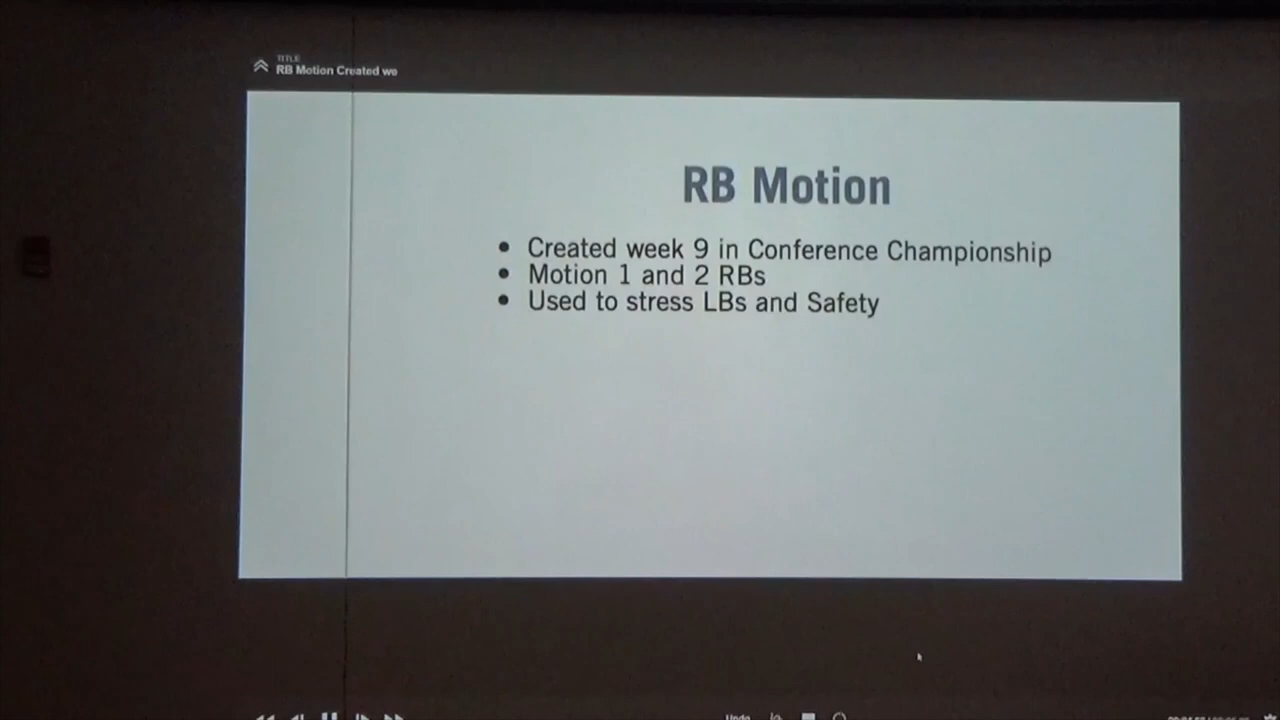 TITLE
RB Motion Created we
RB Motion
• Created week 9 in Conference Championship
• Motion 1 and 2 RBs
• Used to stress LBs and Safety
Undo